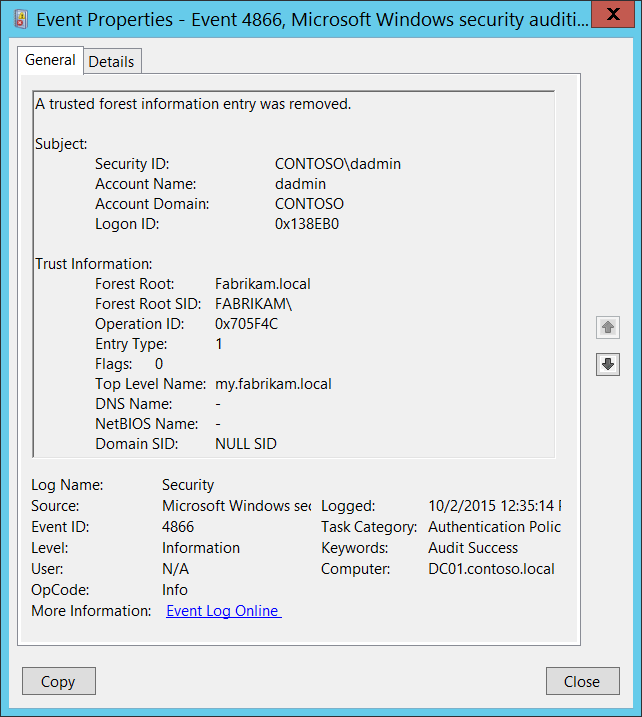 Event Properties - Event 4866, Microsoft Windows security auditi...
X
General
Details
A trusted forest information entry was removed.
Subject:
Security ID: CONTOSO\dadmin
Account Name: dadmin
Account Domain: CONTOSO
Logon ID: 0x138EB0
Trust Information:
Forest Root: Fabrikam.local
Forest Root SID: FABRIKAM\
Operation ID: 0x705F4C
Entry Type: 1
Flags: 0
Top Level Name: my.fabrikam.local
DNS Name: -
NetBIOS Name: -
Domain SID: NULL SID
Log Name: Security
Source: Microsoft Windows sec Logged: 10/2/2015 12:35:14 P
Event ID: 4866 Task Category: Authentication Polic
Level: Information Keywords: Audit Success
User: N/A Computer: DC01.contoso.local
OpCode: Info
More Information: Event Log Online
Copy Close